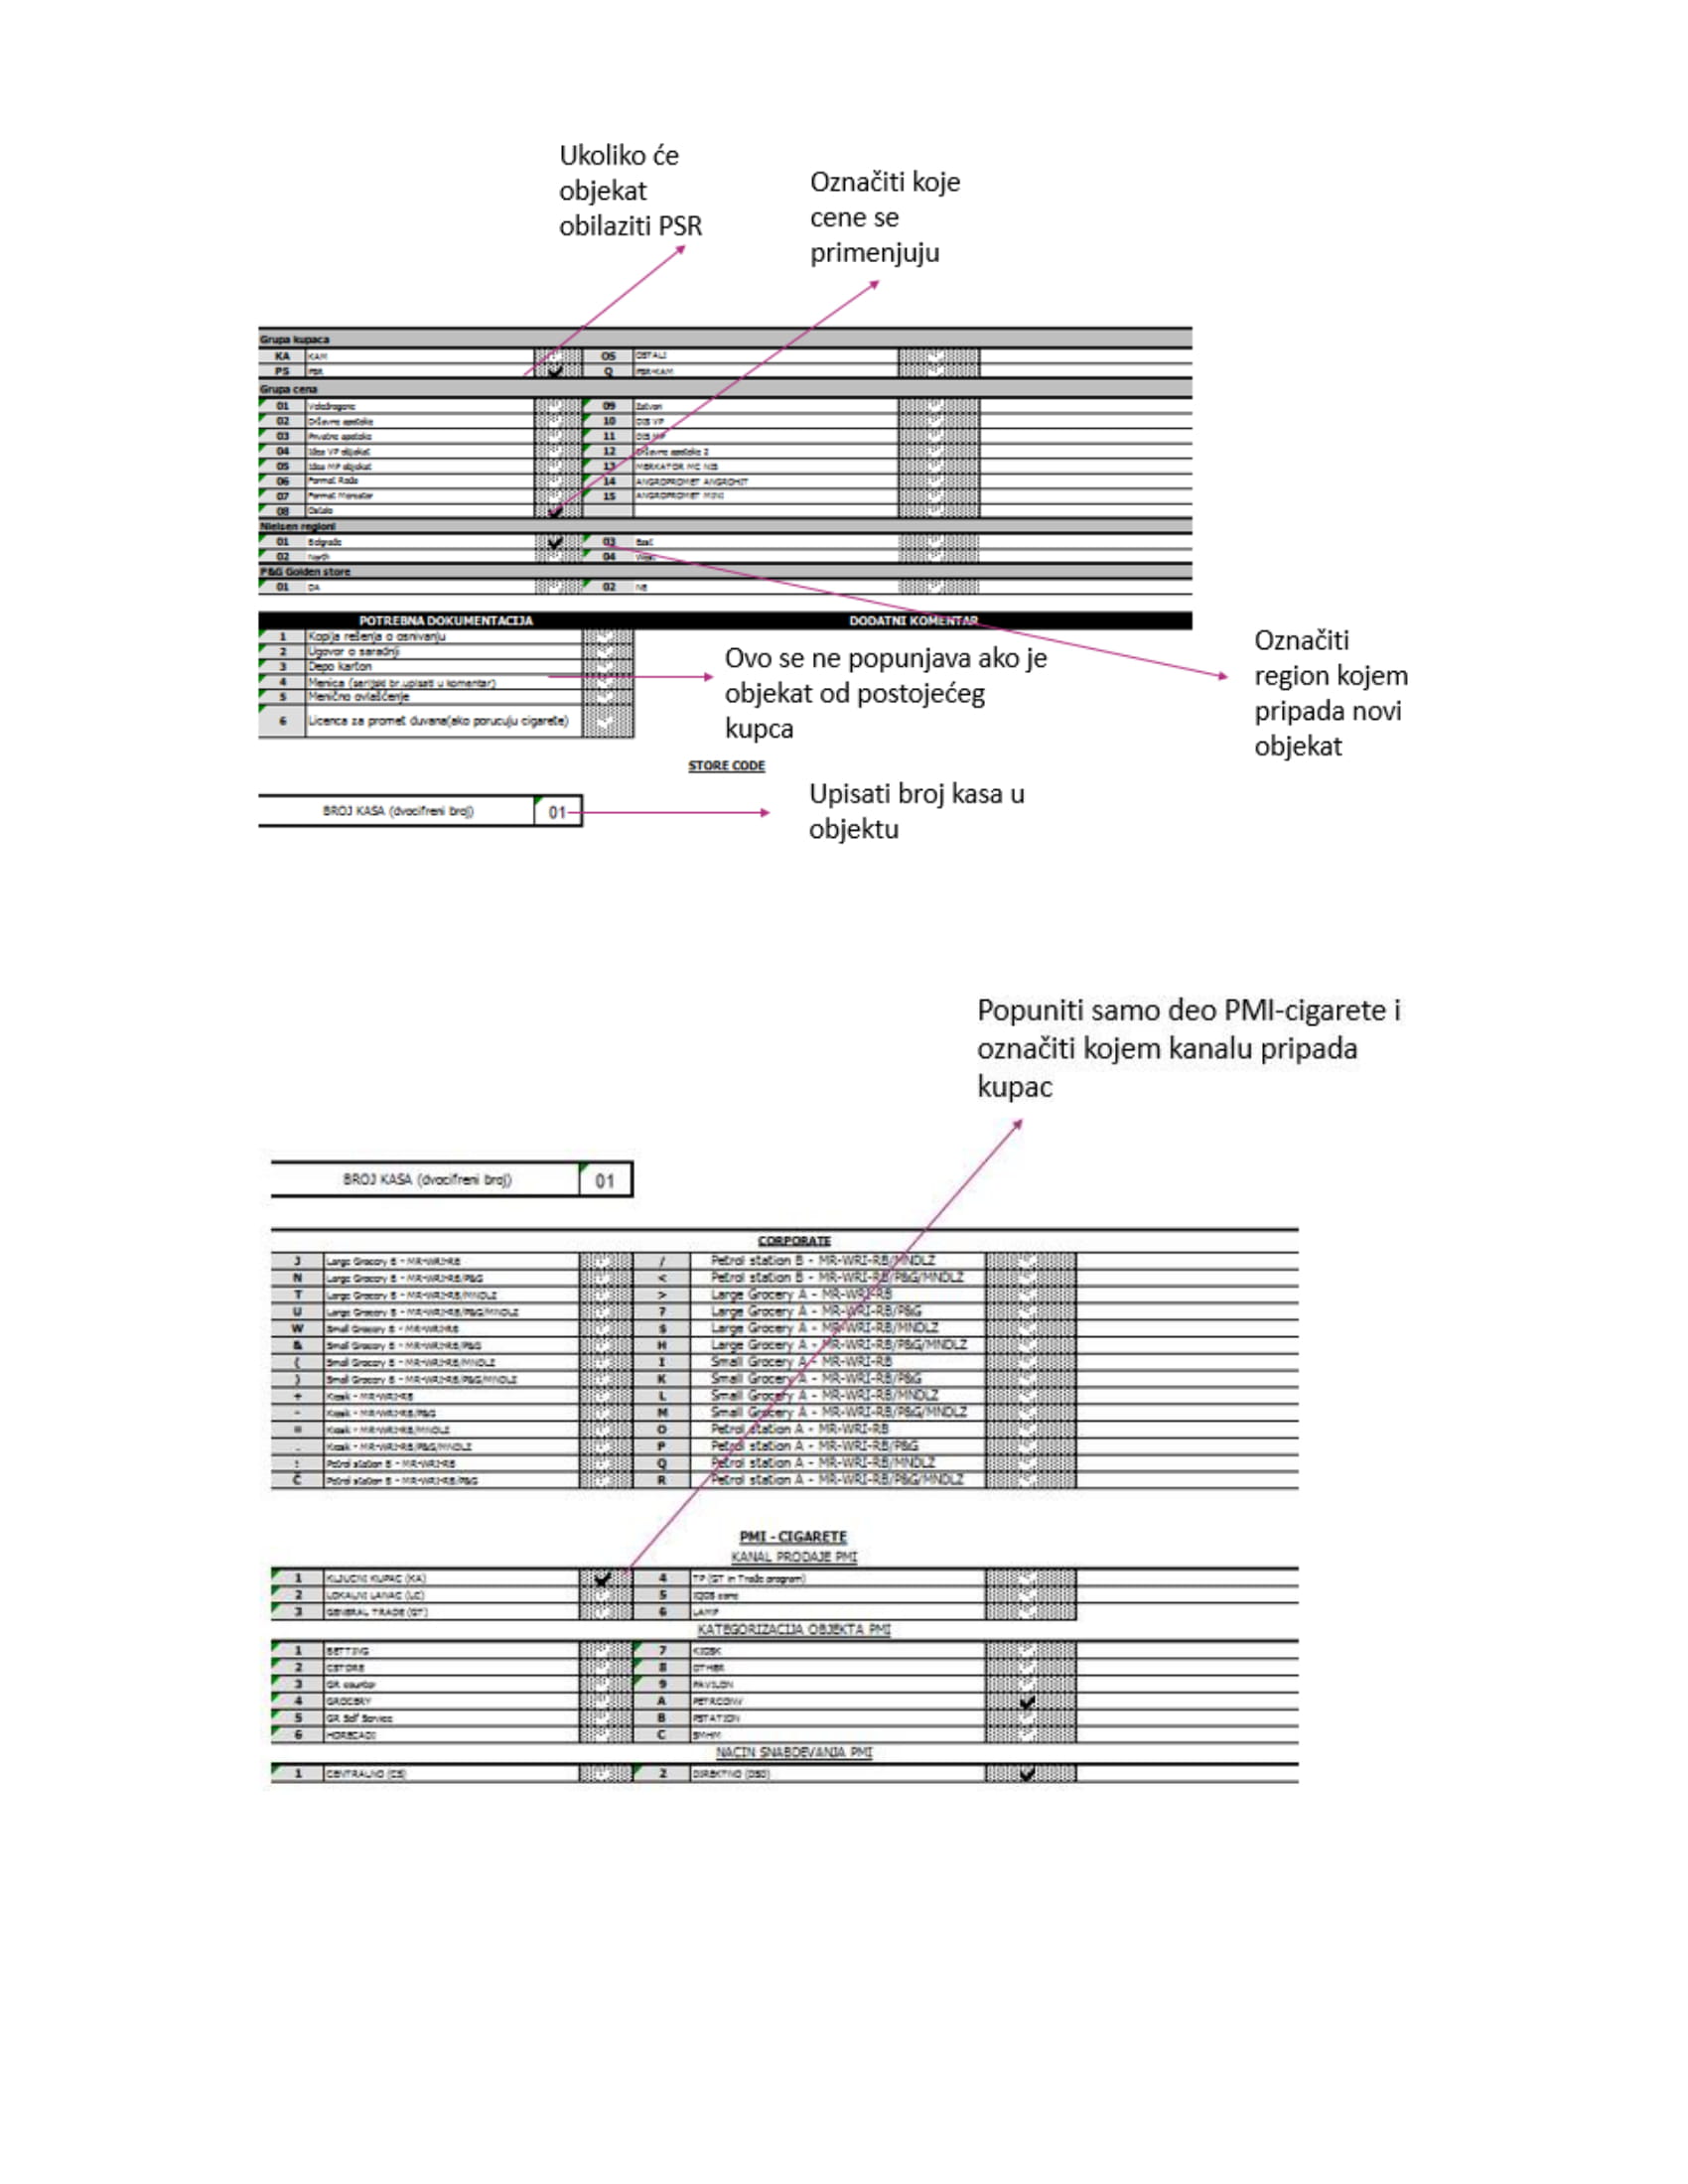 Ukoliko će
objekat
obilaziti PSR
Označiti koje
cene se
primenjuju
Grupa kupaca
KA KAM OS OSTALI
PS PSR Q PSR+KAM
Grupa cena
01 Veledrogerie 09
02 Državne apoteke 10 DIS VP
03 Privatne apoteke 11 DIS MP
04 Idea VP objekat 12 Državne apoteke 2
05 Idea MP objekat 13 MERKATOR MC NIS
06 Format Roda 14 ANGROPROMET ANGROHIT
07 Format Mercator 15 ANGROPROMET MINI
08 Ostalo
Nielsen regioni
01 Belgrade 03 East
02 North 04 West
P&G Golden store
01 DA 02 NE
POTREBNA DOKUMENTACIJA DODATNI KOMENTAR
1 Kopija rešenja o osnivanju
2 Ugovor o saradnji
3 Depo karton
4 Menica (serijski br.upisati u komentar)
5 Menično ovlašćenje
6 Licenca za promet duvana(ako porucuju cigarete)
Ovo se ne popunjava ako je
objekat od postojećeg
kupca
Označiti
region kojem
pripada novi
objekat
STORE CODE
BROJ KASA (dvocifreni broj) 01
Upisati broj kasa u
objektu
Popuniti samo deo PMI-cigarete i
označiti kojem kanalu pripada
kupac
BROJ KASA (dvocifreni broj) 01
CORPORATE
J Large Grocery B - MR-WRI-RB / Petrol station B - MR-WRI-RB/MNDLZ
N Large Grocery B - MR-WRI-RB/P&G < Petrol station B - MR-WRI-RB/P&G/MNDLZ
T Large Grocery B - MR-WRI-RB/MNDLZ > Large Grocery A - MR-WRI-RB
U Large Grocery B - MR-WRI-RB/P&G/MNDLZ ? Large Grocery A - MR-WRI-RB/P&G
W Small Grocery B - MR-WRI-RB $ Large Grocery A - MR-WRI-RB/MNDLZ
& Small Grocery B - MR-WRI-RB/P&G H Large Grocery A - MR-WRI-RB/P&G/MNDLZ
( Small Grocery B - MR-WRI-RB/MNDLZ I Small Grocery A - MR-WRI-RB
) Small Grocery B - MR-WRI-RB/P&G/MNDLZ K Small Grocery A - MR-WRI-RB/P&G
+ Kiosk - MR-WRI-RB L Small Grocery A - MR-WRI-RB/MNDLZ
- Kiosk - MR-WRI-RB/P&G M Small Grocery A - MR-WRI-RB/P&G/MNDLZ
= Kiosk - MR-WRI-RB/MNDLZ O Petrol station A - MR-WRI-RB
. Kiosk - MR-WRI-RB/P&G/MNDLZ P Petrol station A - MR-WRI-RB/P&G
: Petrol station B - MR-WRI-RB Q Petrol station A - MR-WRI-RB/MNDLZ
Č Petrol station B - MR-WRI-RB/P&G R Petrol station A - MR-WRI-RB/P&G/MNDLZ
PMI - CIGARETE
KANAL PRODAJE PMI
1 KLJUCNI KUPAC (KA) 4 TP (GT in Trade program)
2 LOKALNI LANAC (LC) 5 IQOS
3 GENERAL TRADE (GT) 6 LAMP
KATEGORIZACIJA OBJEKTA PMI
1 BETTING 7 KIOSK
2 CSTORE 8 OTHER
3 GR counter 9 PAVILON
4 GROCERY A PETRCONV
5 GR Self Service B PSTATION
6 HORECADI C SMHM
NACIN SNABDEVANJA PMI
1 CENTRALNO (CS) 2 DIREKTNO (DSD)